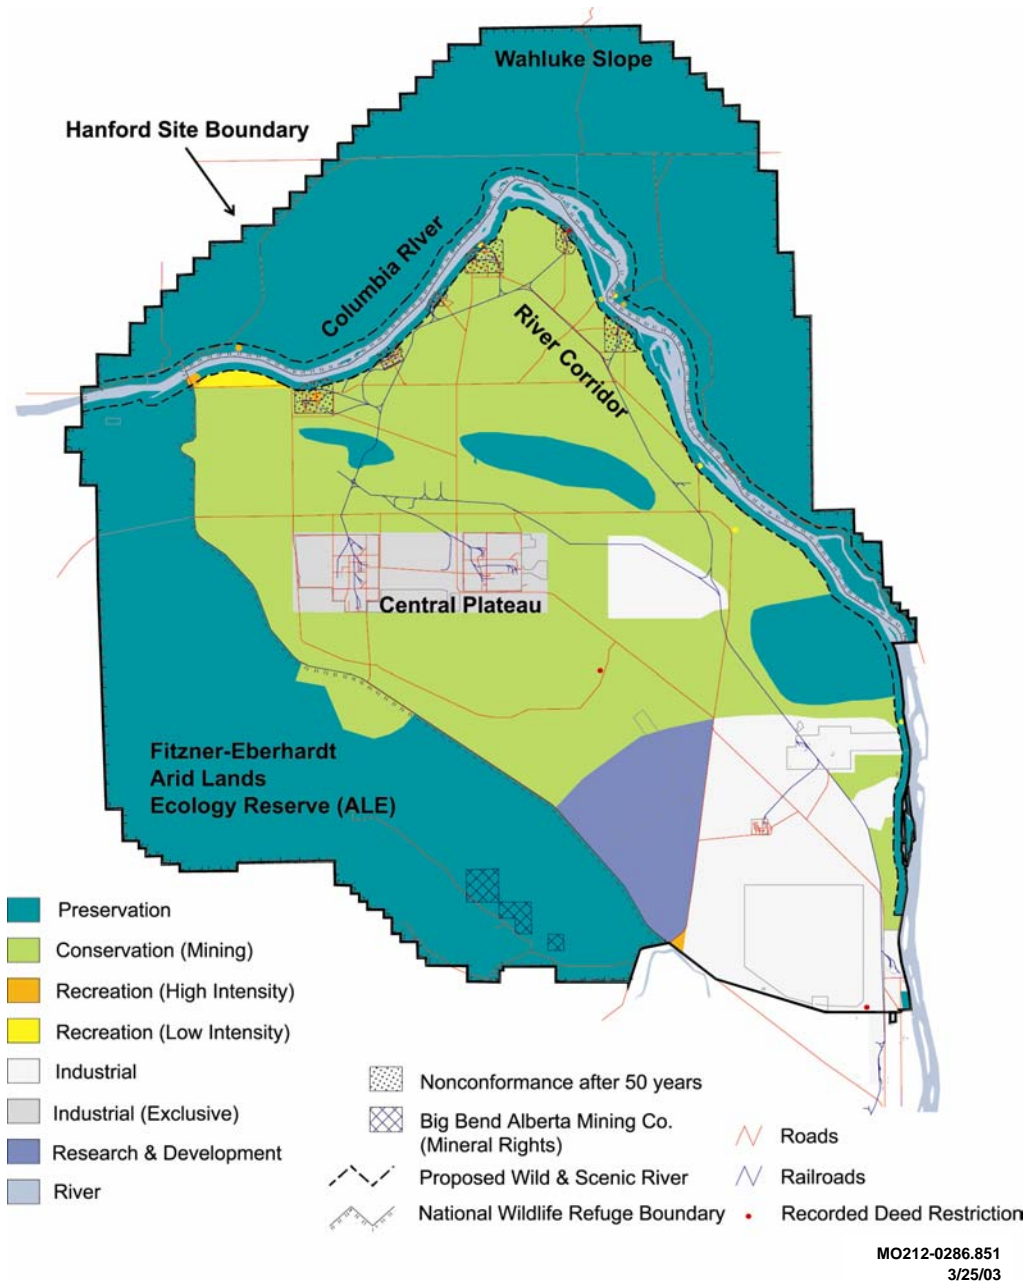 Wahluke Slope
Hanford Site Boundary
Columbia River
River Corridor
Central Plateau
Fitzner-Eberhardt
Arid Lands
Ecology Reserve (ALE)
Preservation
Conservation (Mining)
Recreation (High Intensity)
Recreation (Low Intensity)
Industrial
Industrial (Exclusive)
Research & Development
River
Nonconformance after 50 years
Big Bend Alberta Mining Co.
(Mineral Rights)
Proposed Wild & Scenic River
National Wildlife Refuge Boundary
Roads
Railroads
Recorded Deed Restriction
MO212-0286.851
3/25/03